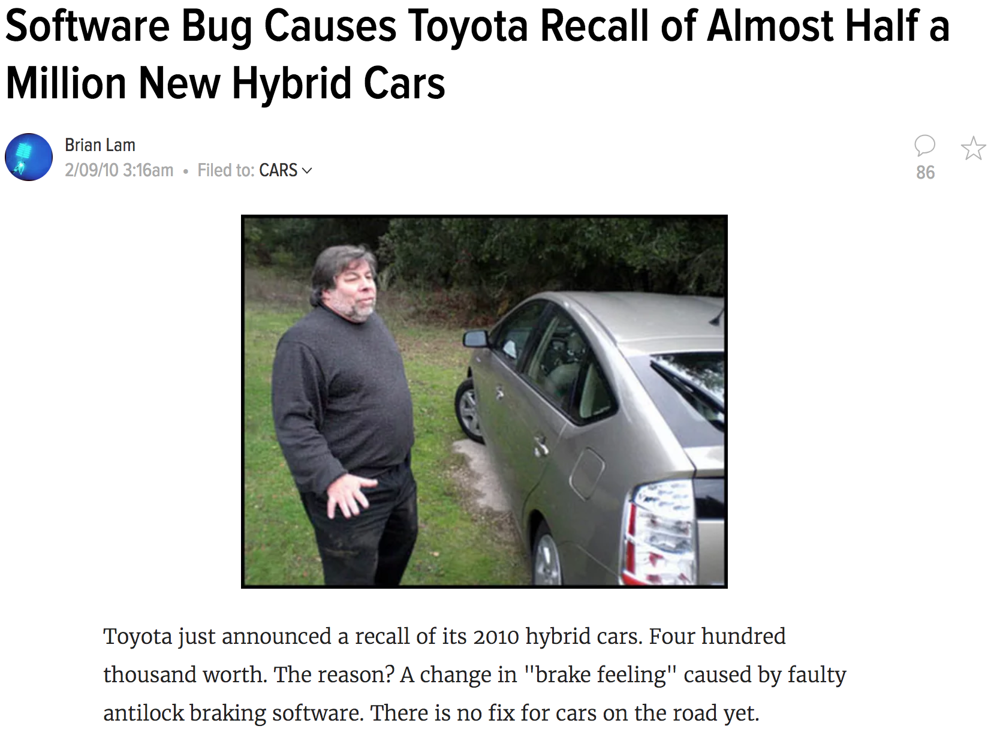 Software Bug Causes Toyota Recall of Almost Half a
Million New Hybrid Cars
Brian Lam
2/09/10 3:16am • Filed to: CARS
86
Toyota just announced a recall of its 2010 hybrid cars. Four hundred
thousand worth. The reason? A change in "brake feeling" caused by faulty
antilock braking software. There is no fix for cars on the road yet.